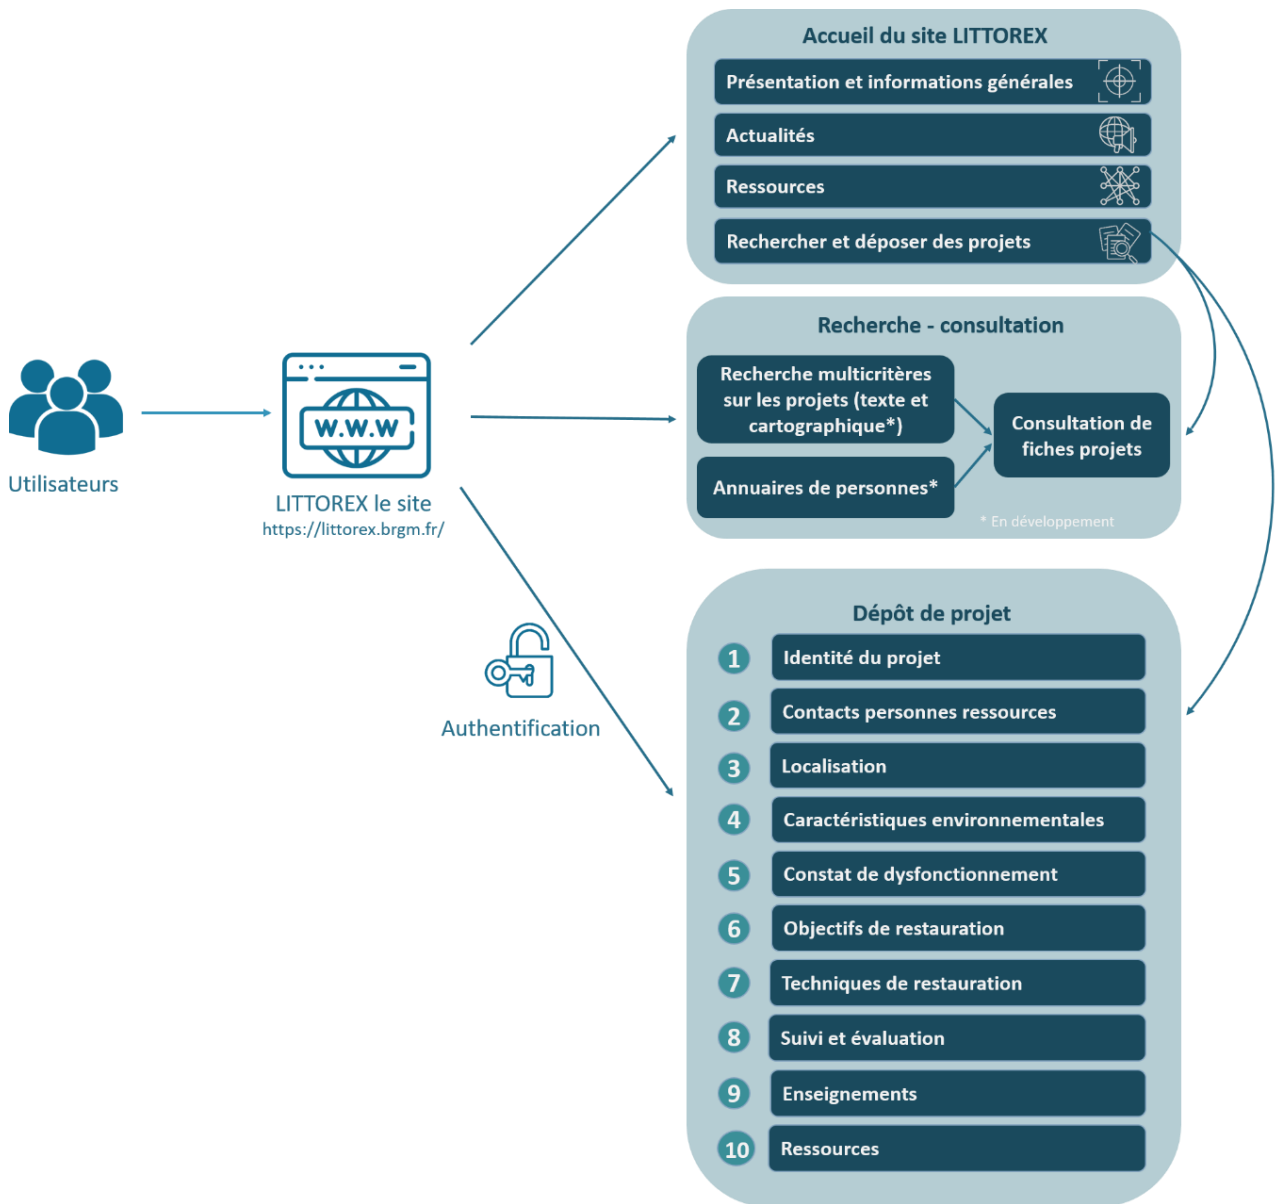 Accueil du site LITTOREX
Présentation et informations générales
Actualités
Ressources
Rechercher et déposer des projets
Recherche - consultation
Recherche multicritères
sur les projets (texte et
cartographique*)
Annuaires de personnes*
Consultation de
fiches projets
* En développement
Utilisateurs
W.W.W
LITTOREX le site
https://littorex.brgm.fr/
Authentification
Dépôt de projet
1 Identité du projet
2 Contacts personnes ressources
3 Localisation
4 Caractéristiques environnementales
5 Constat de dysfonctionnement
6 Objectifs de restauration
7 Techniques de restauration
8 Suivi et évaluation
9 Enseignements
10 Ressources